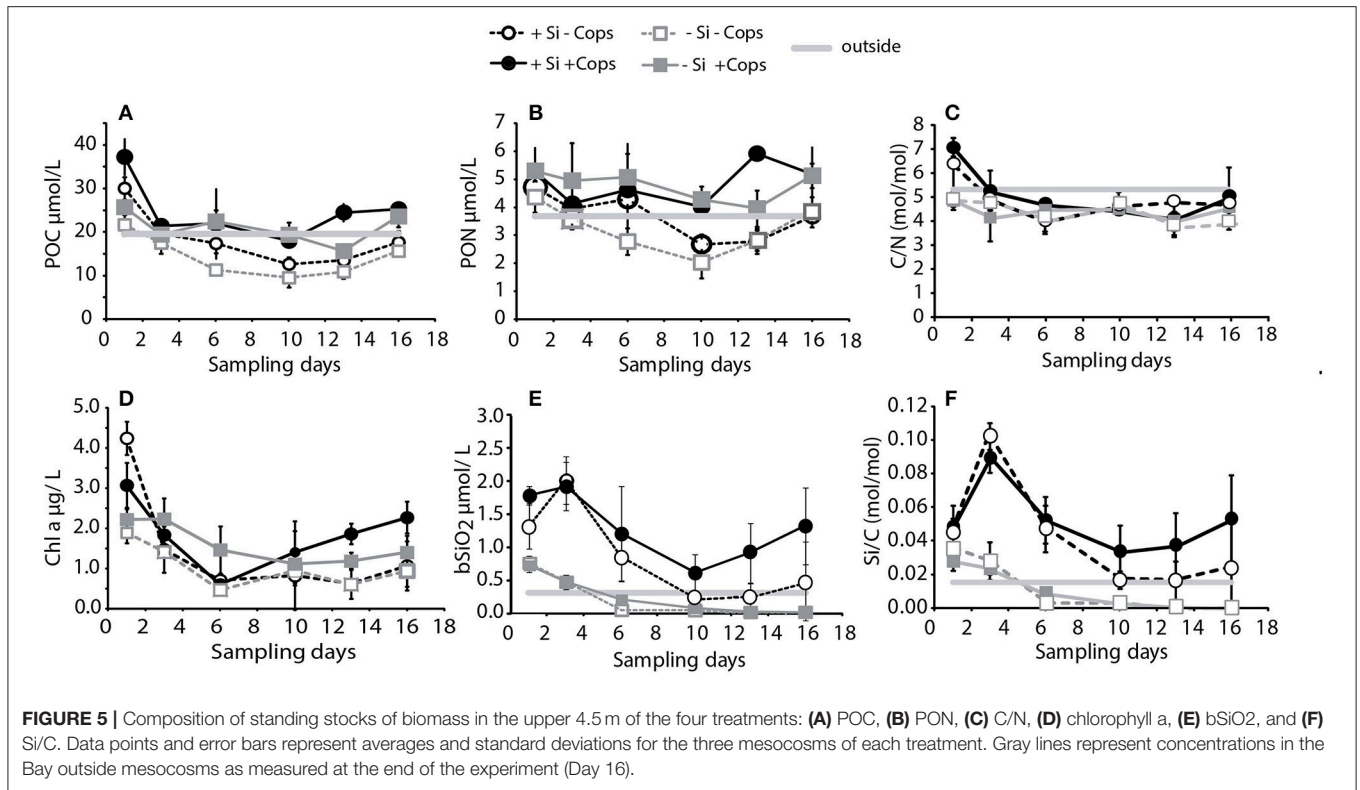 + Si - Cops - Si - Cops outside
+ Si +Cops - Si +Cops
A
POC µmol/L
40
30
20
10
0
0 2 4 6 8 10 12 14 16 18
Sampling days
B
PON µmol/L
7
6
5
4
3
2
1
0
0 2 4 6 8 10 12 14 16 18
Sampling days
C
C/N (mol/mol)
8
7
6
5
4
3
2
1
0
0 2 4 6 8 10 12 14 16 18
Sampling days
D
Chl a µg/ L
5.0
4.0
3.0
2.0
1.0
0.0
0 2 4 6 8 10 12 14 16 18
Sampling days
E
bSiO2 µmol/ L
3.0
2.5
2.0
1.5
1.0
0.5
0.0
0 2 4 6 8 10 12 14 16 18
Sampling days
F
Si/C (mol/mol)
0.12
0.10
0.08
0.06
0.04
0.02
0.00
0 2 4 6 8 10 12 14 16 18
Sampling days
FIGURE 5 | Composition of standing stocks of biomass in the upper 4.5 m of the four treatments: (A) POC, (B) PON, (C) C/N, (D) chlorophyll a, (E) bSiO2, and (F)
Si/C. Data points and error bars represent averages and standard deviations for the three mesocosms of each treatment. Gray lines represent concentrations in the
Bay outside mesocosms as measured at the end of the experiment (Day 16).